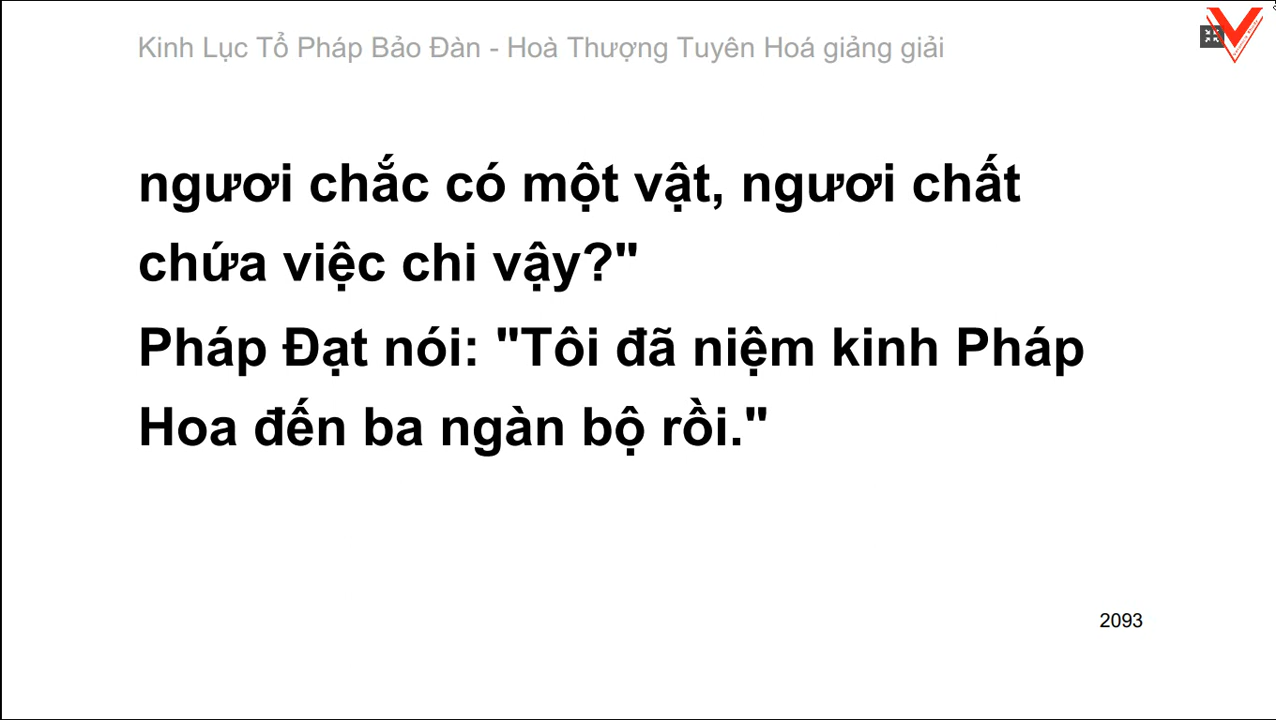 Kinh Lục Tổ Pháp Bảo Đàn - Hoà Thượng Tuyên Hoá giảng giải
ngươi chắc có một vật, ngươi chất
chứa việc chi vậy?"
Pháp Đạt nói: "Tôi đã niệm kinh Pháp
Hoa đến ba ngàn bộ rồi."
2093